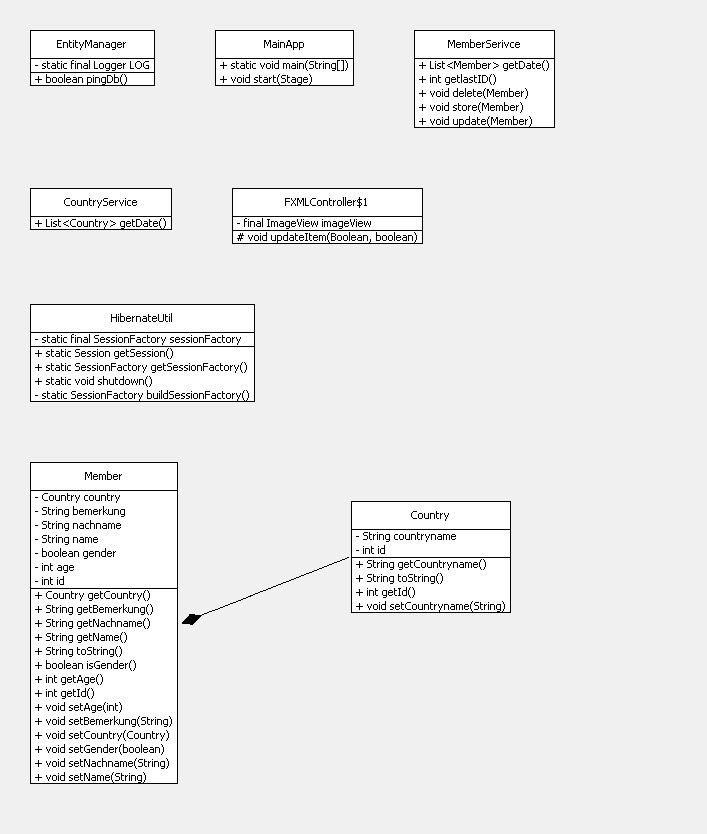 EntityManager
- static final Logger LOG
+ boolean pingDb()
MainApp
+ static void main(String[])
+ void start(Stage)
MemberSerivce
+ List<Member> getDate()
+ int getlastID()
+ void delete(Member)
+ void store(Member)
+ void update(Member)
CountryService
+ List<Country> getDate()
FXMLController$1
- final ImageView imageView
# void updateItem(Boolean, boolean)
HibernateUtil
- static final SessionFactory sessionFactory
+ static Session getSession()
+ static SessionFactory getSessionFactory()
+ static void shutdown()
- static SessionFactory buildSessionFactory()
Member
- Country country
- String bemerkung
- String nachname
- String name
- boolean gender
- int age
- int id
+ Country getCountry()
+ String getBemerkung()
+ String getNachname()
+ String getName()
+ String toString()
+ boolean isGender()
+ int getAge()
+ int getId()
+ void setAge(int)
+ void setBemerkung(String)
+ void setCountry(Country)
+ void setGender(boolean)
+ void setNachname(String)
+ void setName(String)
Country
- String countryname
- int id
+ String getCountryname()
+ String toString()
+ int getId()
+ void setCountryname(String)